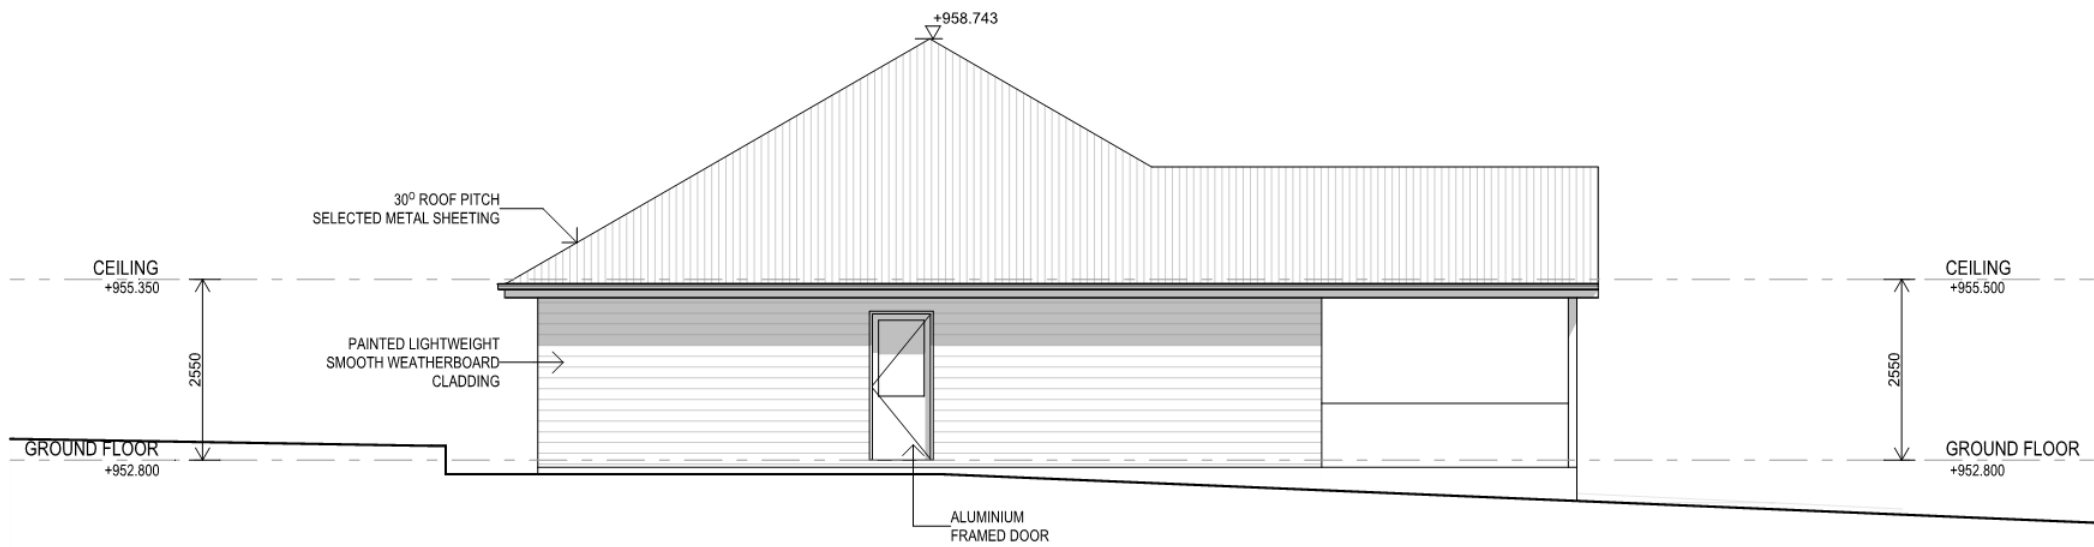 +958.743
30⁰ ROOF PITCH
SELECTED METAL SHEETING
CEILING
+955.350
CEILING
+955.500
PAINTED LIGHTWEIGHT
SMOOTH WEATHERBOARD
CLADDING
2550
2550
GROUND FLOOR
+952.800
GROUND FLOOR
+952.800
ALUMINIUM
FRAMED DOOR